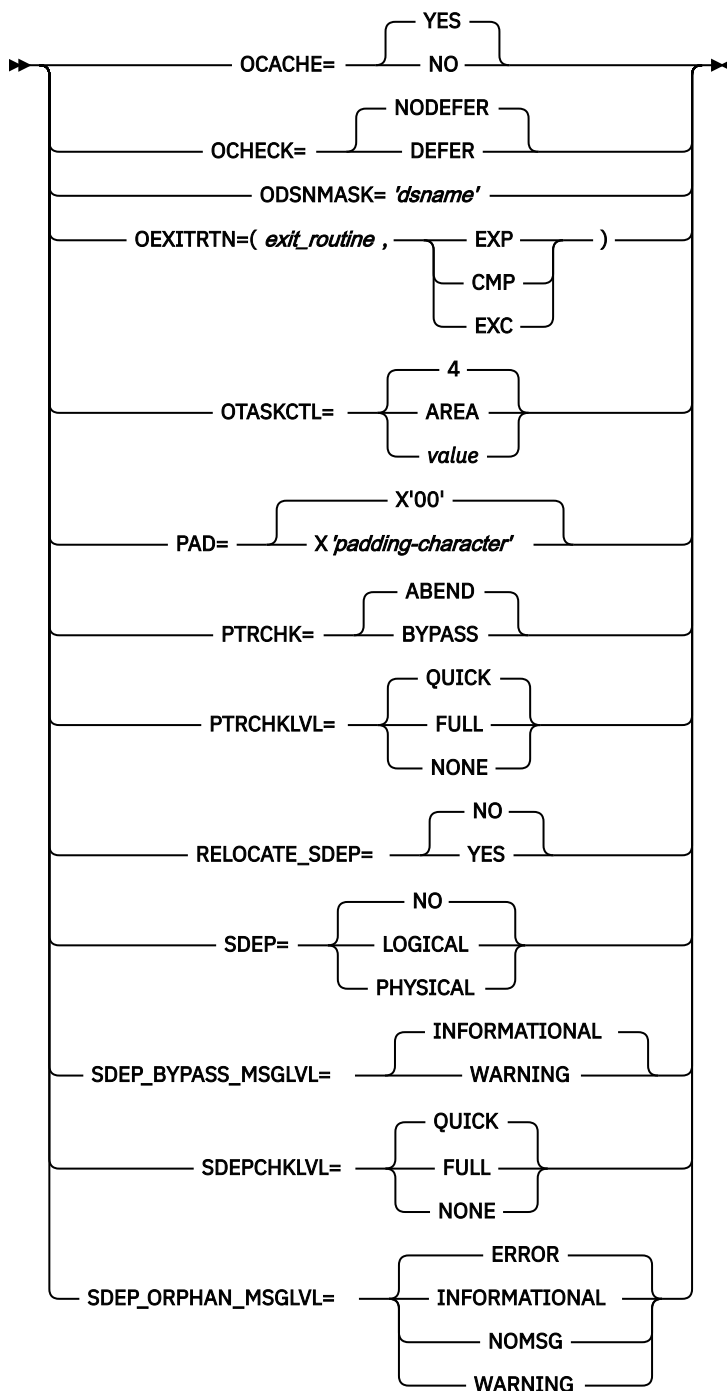 YES
OCACHE= NO
NODEFER
OCHECK= DEFER
ODSNMASK= 'dsname'
OEXITRTN=( exit_routine , EXP )
CMP
EXC
4
OTASKCTL= AREA
value
X'00'
PAD= X 'padding-character'
ABEND
PTRCHK= BYPASS
QUICK
PTRCHKLVL= FULL
NONE
NO
RELOCATE_SDEP= YES
NO
SDEP= LOGICAL
PHYSICAL
INFORMATIONAL
SDEP_BYPASS_MSGLVL= WARNING
QUICK
SDEPCHKLVL= FULL
NONE
ERROR
SDEP_ORPHAN_MSGLVL= INFORMATIONAL
NOMSG
WARNING